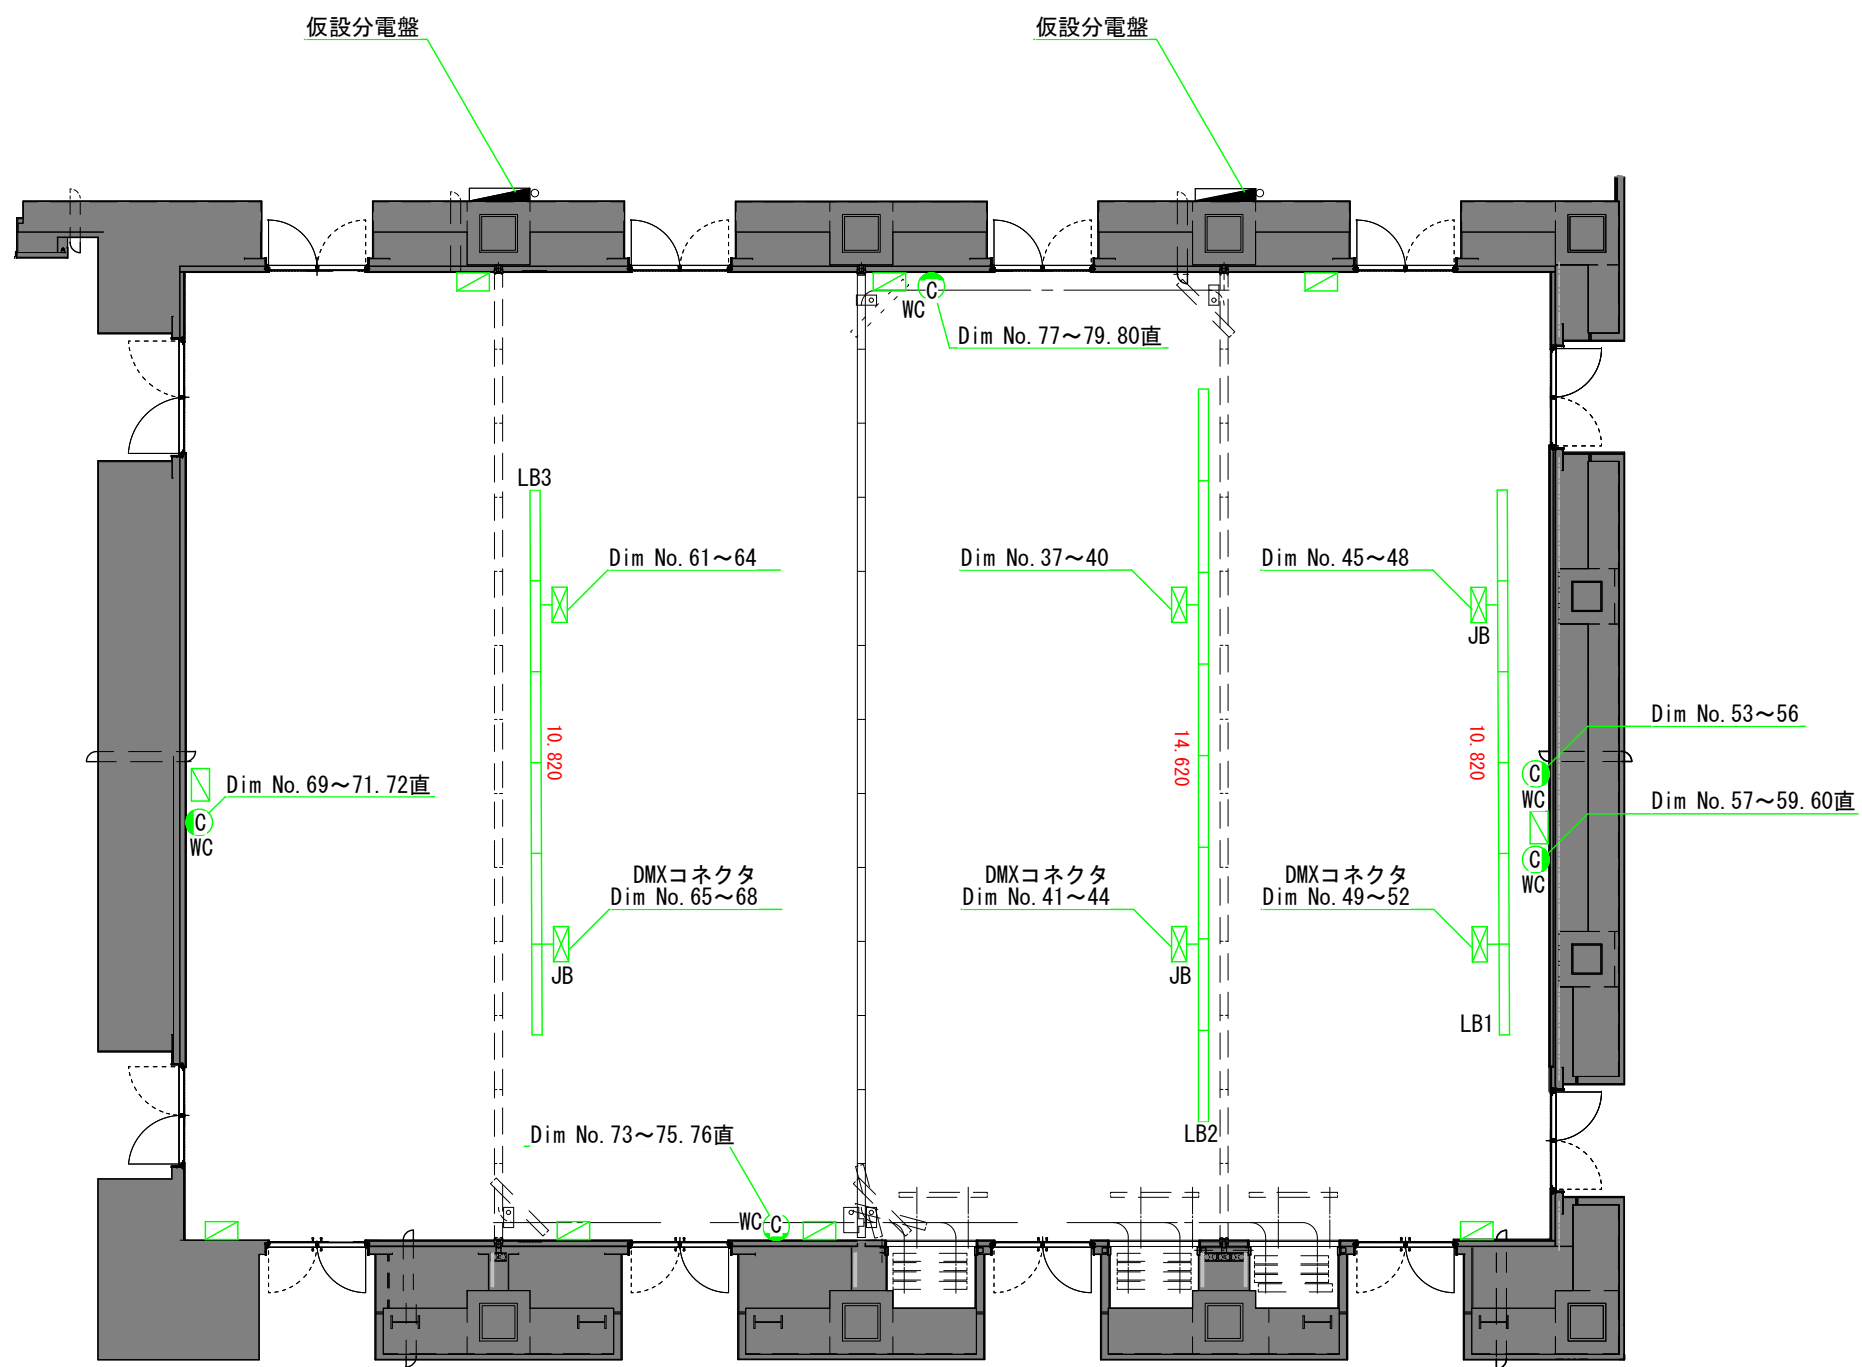 仮設分電盤
仮設分電盤
WC
C
Dim No.77～79.80直
LB3
Dim No.61～64
Dim No.37～40
Dim No.45～48
JB
10.820
14.620
10.820
Dim No.53～56
C
WC
Dim No.69～71.72直
C
WC
Dim No.57～59.60直
C
WC
DMXコネクタ
Dim No.65～68
DMXコネクタ
Dim No.41～44
DMXコネクタ
Dim No.49～52
JB
JB
LB1
LB2
Dim No.73～75.76直
WC
C